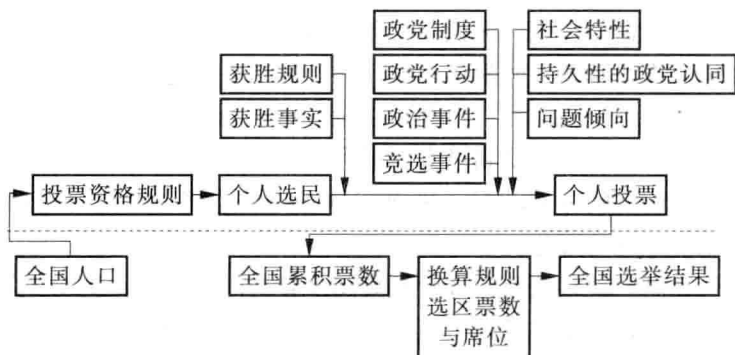 政党制度
社会特性
获胜规则
政党行动
持久性的政党认同
获胜事实
政治事件
问题倾向
竞选事件
投票资格规则
个人选民
个人投票
全国人口
全国累积票数
换算规则
选区票数
与席位
全国选举结果